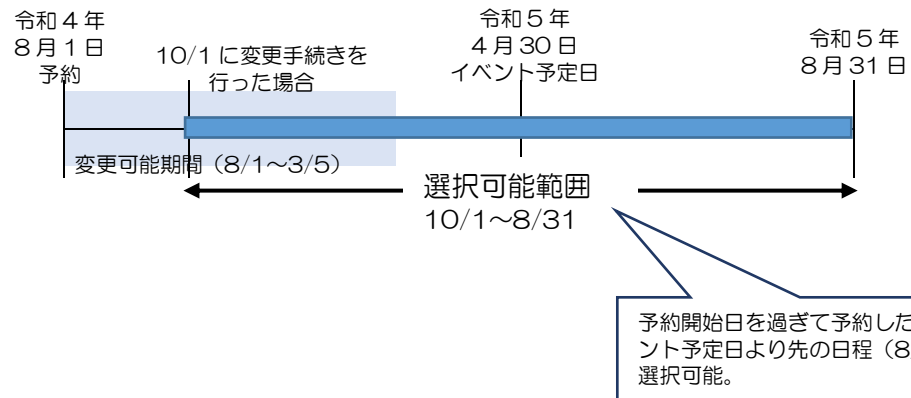 令和４年
８月１日
予約
10/1 に変更手続きを
行った場合
令和５年
４月 30 日
イベント予定日
令和５年
８月 31 日
変更可能期間（8/1～3/5）
選択可能範囲
10/1～8/31
予約開始日を過ぎて予約した
ント予定日より先の日程（8
選択可能。